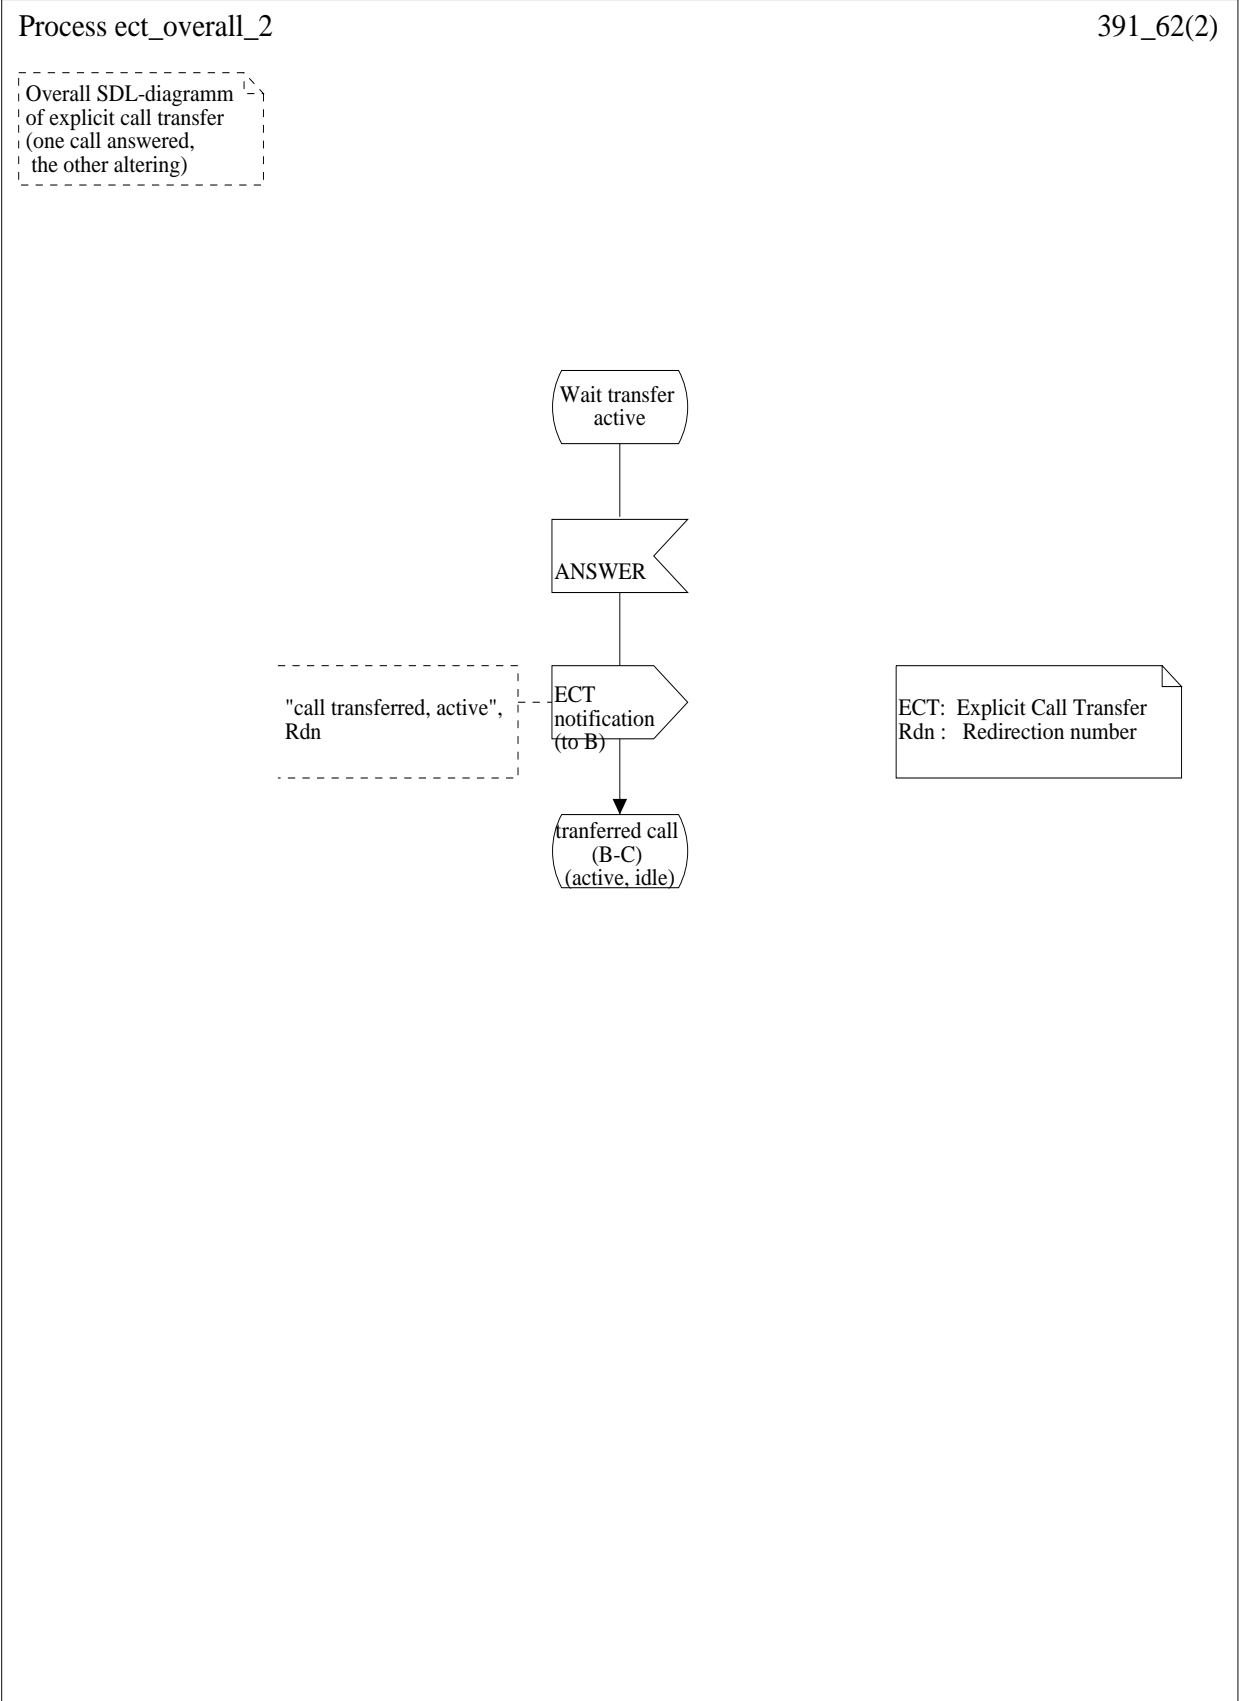 Process ect_overall_2
391_62(2)
Overall SDL-diagramm
of explicit call transfer
(one call answered,
the other altering)
Wait transfer
active
ANSWER
"call transferred, active",
Rdn
ECT
notification
(to B)
ECT: Explicit Call Transfer
Rdn : Redirection number
tranferred call
(B-C)
(active, idle)